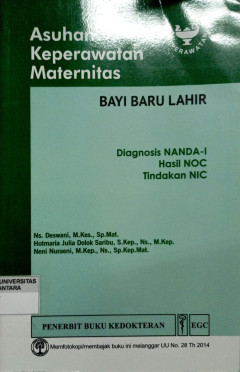 Asuhan
Keperawatan
Maternitas
KEPERAWATAN
BAYI BARU LAHIR
Diagnosis NANDA-I
Hasil NOC
Tindakan NIC
Ns. Deswani, M.Kes., Sp.Mat.
Hotmaria Julia Dolok Saribu, S.Kep., Ns., M.Kep.
Neni Nuraeni, M.Kep., Ns., Sp.Kep.Mat.
UNIVERSITAS
ANTARA
PENERBIT BUKU KEDOKTERAN
EGC
Memfotokopi/membajak buku ini melanggar UU No. 28 Th 2014